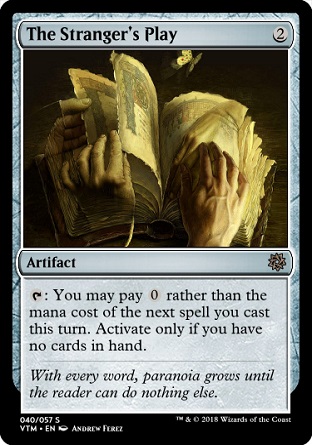 The Stranger's Play 2
Artifact
: You may pay 0 rather than the
mana cost of the next spell you cast
this turn. Activate only if you have
no cards in hand.
With every word, paranoia grows until
the reader can do nothing else.
040/057 S
VTM • EN Andrew Ferez
™ & © 2018 Wizards of the Coast